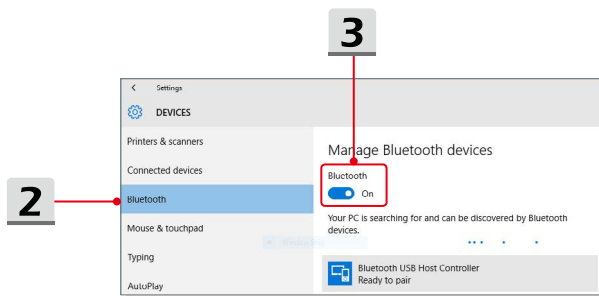 3
Settings
DEVICES
Printers & scanners
Connected devices
Bluetooth
Mouse & touchpad
Typing
AutoPlay
Manage Bluetooth devices
Bluetooth
On
Your PC is searching for and can be discovered by Bluetooth
devices.
Bluetooth USB Host Controller
Ready to pair
2